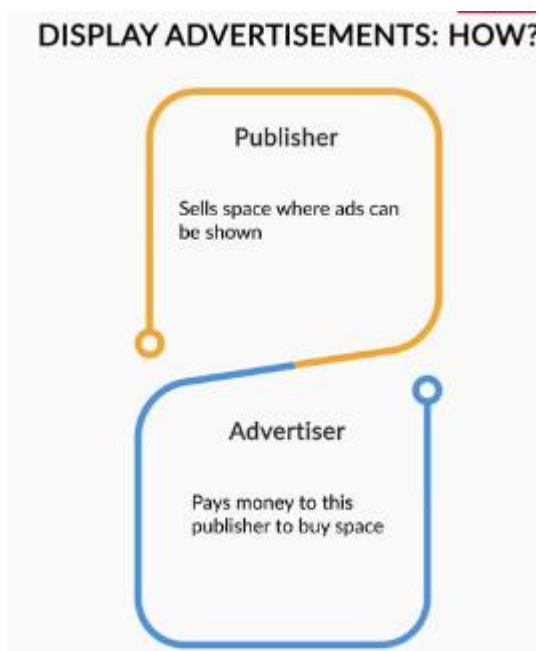 DISPLAY ADVERTISEMENTS: HOW?
Publisher
Sells space where ads can
be shown
Advertiser
Pays money to this
publisher to buy space